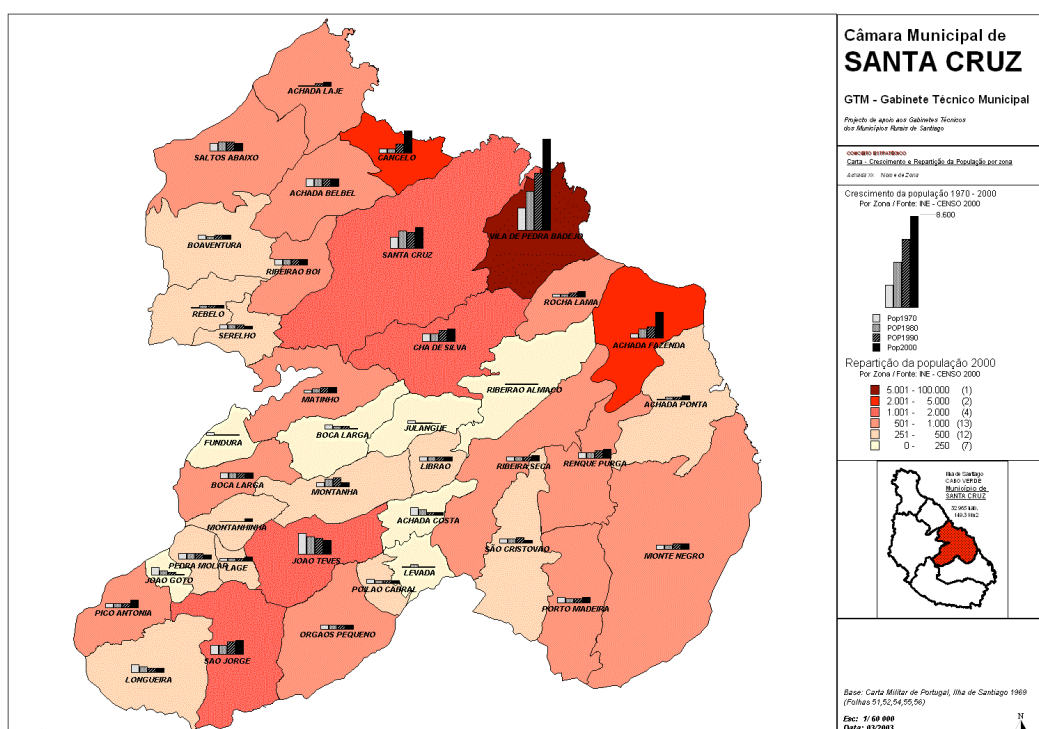 Câmara Municipal de
SANTA CRUZ
GTM - Gabinete Técnico Municipal
Projecto de apoio aos Gabinetes Técnicos
dos Municípios Rurais de Santiago
CONCEITO ESTRATÉGICO
Carta - Crescimento e Repartição da População por zona
Nome de Zona
Crescimento da população 1970 - 2000
Por Zona / Fonte: INE - CENSO 2000
8.600
Pop1970
POP1980
POP1990
Pop2000
Repartição da população 2000
Por Zona / Fonte: INE - CENSO 2000
5.001 - 100.000 (1)
2.001 - 5.000 (2)
1.001 - 2.000 (4)
501 - 1.000 (13)
251 - 500 (12)
0 - 250 (7)
Ilha de Santiago
CABO VERDE
Município de
SANTA CRUZ
Base: Carta Militar de Portugal, Ilha de Santiago 1969
(Folhas 51,52,54,55,56)
Esc: 1/ 60 000
Data: 03/2003
N
ACHADA LAJE
SALTOS ABAIXO
CANCELO
ACHADA BELBEL
BOAVENTURA
SANTA CRUZ
VILA DE PEDRA BADEJO
RIBEIRAO BOI
REBELO
SERELHO
ROCHA LAMA
CHA DE SILVA
ACHADA FAZENDA
RIBEIRAO ALMAÇO
MATINHO
ACHADA PONTA
JULANGUE
BOCA LARGA
FUNDURA
LIBRAO
RIBEIRA SECA
RENQUE PURGA
BOCA LARGA
MONTANHA
ACHADA COSTA
MONTANHINHA
SÃO CRISTOVÃO
MONTE NEGRO
JOAO TEVES
PEDRA MOLAR
LAGE
LEVADA
JOAO GOTO
POILAO CABRAL
PICO ANTONIA
PORTO MADEIRA
ORGAOS PEQUENO
SAO JORGE
LONGUEIRA